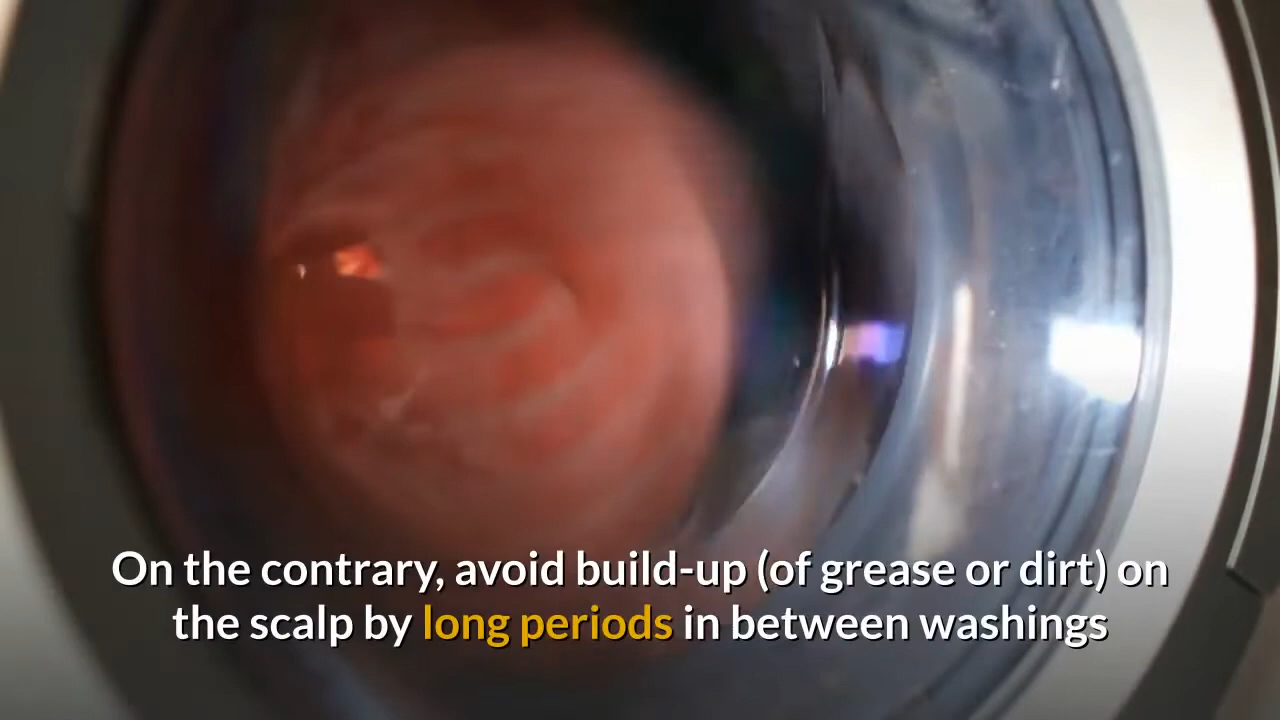 On the contrary, avoid build-up (of grease or dirt) on
the scalp by long periods in between washings